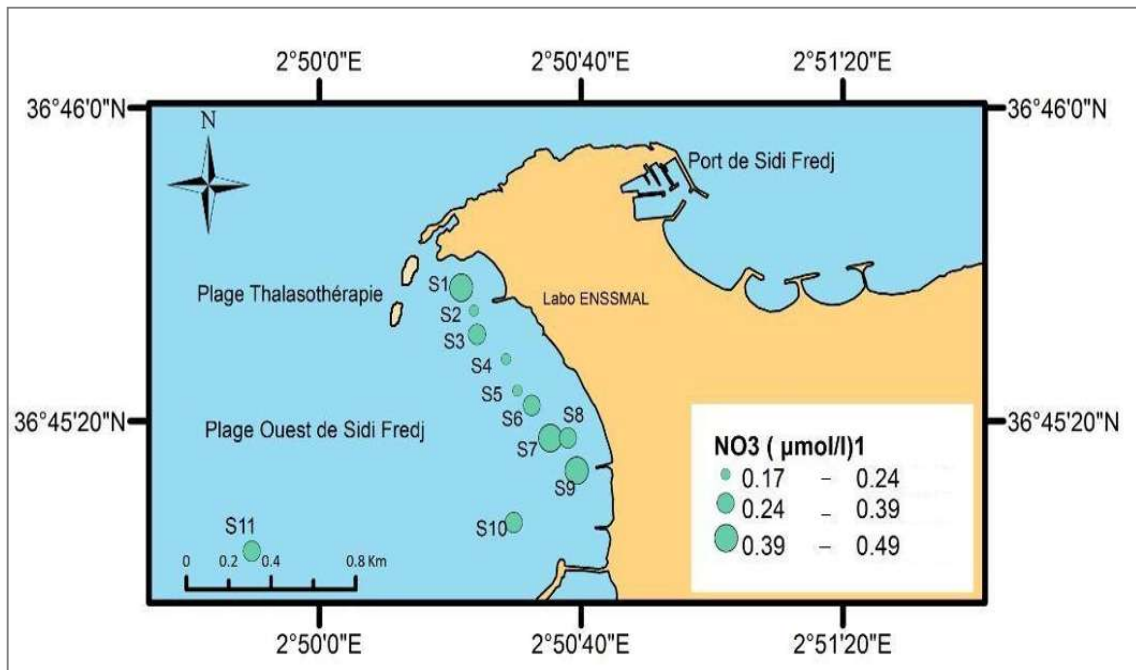 2°50'0"E 2°50'40"E 2°51'20"E
36°46'0"N 36°46'0"N
N
Port de Sidi Fredj
S1
Plage Thalasothérapie
Labo ENSSMAL
S2
S3
S4
S5
S6
S8
36°45'20"N 36°45'20"N
Plage Ouest de Sidi Fredj
S7
S9
S10
S11
0 0.2 0.4 0.8 Km
NO3 ( µmol/l)1
0.17 – 0.24
0.24 – 0.39
0.39 – 0.49
2°50'0"E 2°50'40"E 2°51'20"E